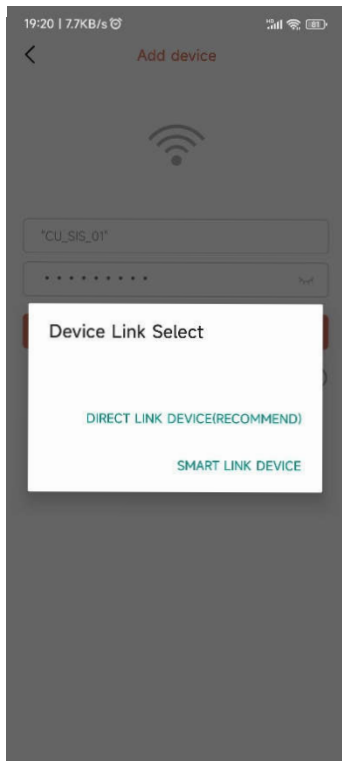 19:20 | 7.7KB/s
Add device
"CU_SIS_01"
Device Link Select
DIRECT LINK DEVICE(RECOMMEND)
SMART LINK DEVICE